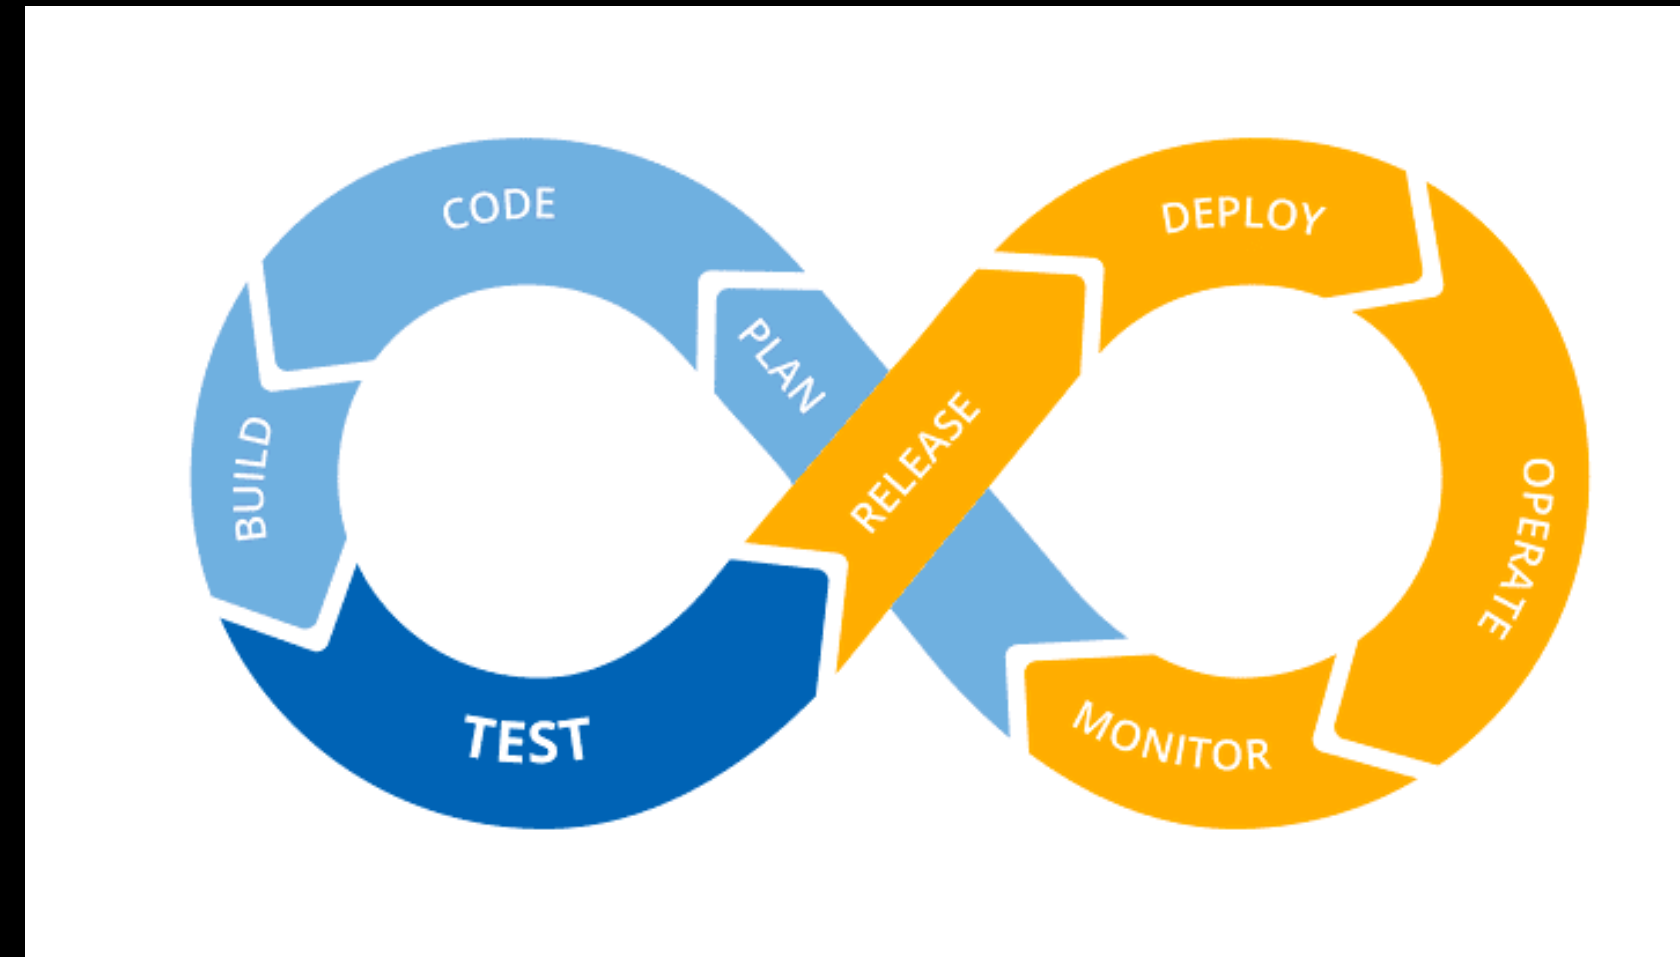 CODE
DEPLOY
PLAN
RELEASE
BUILD
OPERATE
TEST
MONITOR